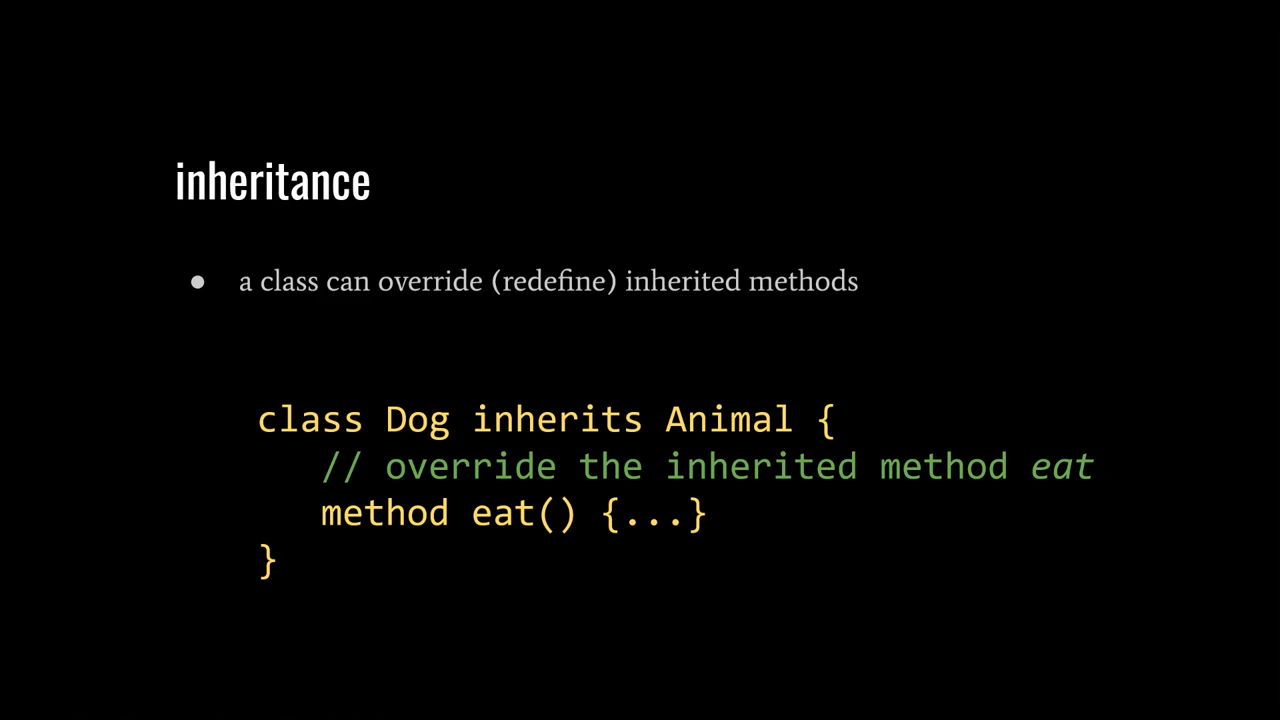 inheritance
● a class can override (redefine) inherited methods
class Dog inherits Animal {
// override the inherited method eat
method eat() {...}
}